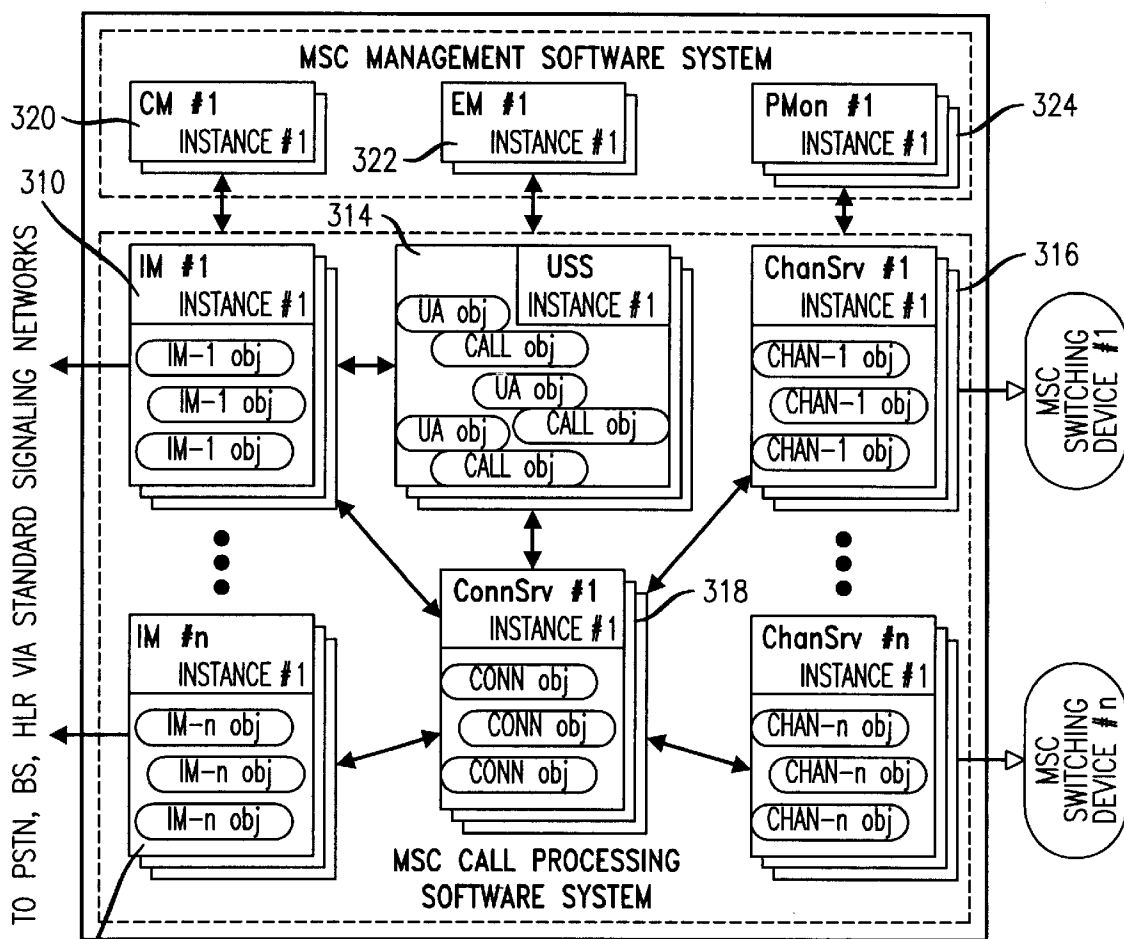 MSC MANAGEMENT SOFTWARE SYSTEM
CM #1
INSTANCE #1
320
EM #1
INSTANCE #1
322
PMon #1
INSTANCE #1
324
310
IM #1
INSTANCE #1
IM-1 obj
IM-1 obj
IM-1 obj
314
USS
INSTANCE #1
UA obj
CALL obj
UA obj
CALL obj
UA obj
CALL obj
ChanSrv #1
INSTANCE #1
CHAN-1 obj
CHAN-1 obj
CHAN-1 obj
316
MSC
SWITCHING
DEVICE #1
TO PSTN, BS, HLR VIA STANDARD SIGNALING NETWORKS
IM #n
INSTANCE #1
IM-n obj
IM-n obj
IM-n obj
ConnSrv #1
INSTANCE #1
CONN obj
CONN obj
CONN obj
318
ChanSrv #n
INSTANCE #1
CHAN-n obj
CHAN-n obj
CHAN-n obj
MSC
SWITCHING
DEVICE #n
MSC CALL PROCESSING
SOFTWARE SYSTEM